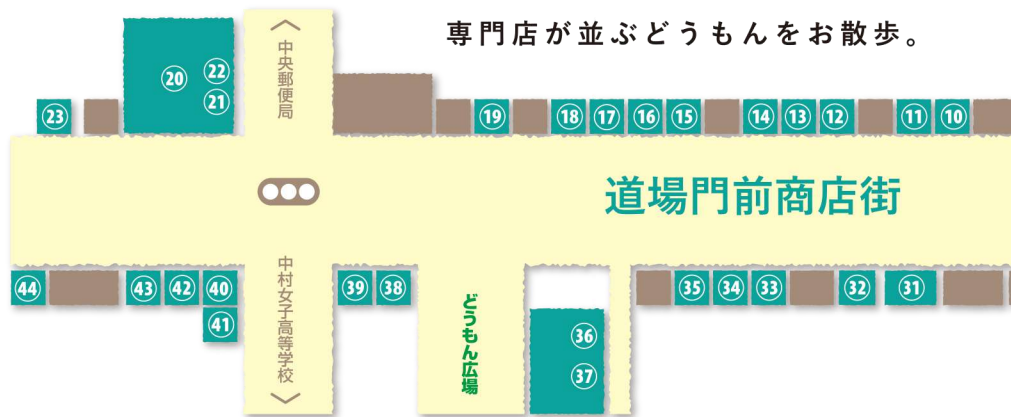 専門店が並ぶどうもんをお散歩。
中央郵便局
⑳ ㉒
㉑
㉓ ⑲ ⑱ ⑰ ⑯ ⑮ ⑭ ⑬ ⑫ ⑪ ⑩
道場門前商店街
㊹ ㊸ ㊷ ㊵ ㊴ ㊳ ㉟ ㉞ ㉝ ㉜ ㉛
㊶
中村女子高等学校
どうもん広場
㊱
㊲